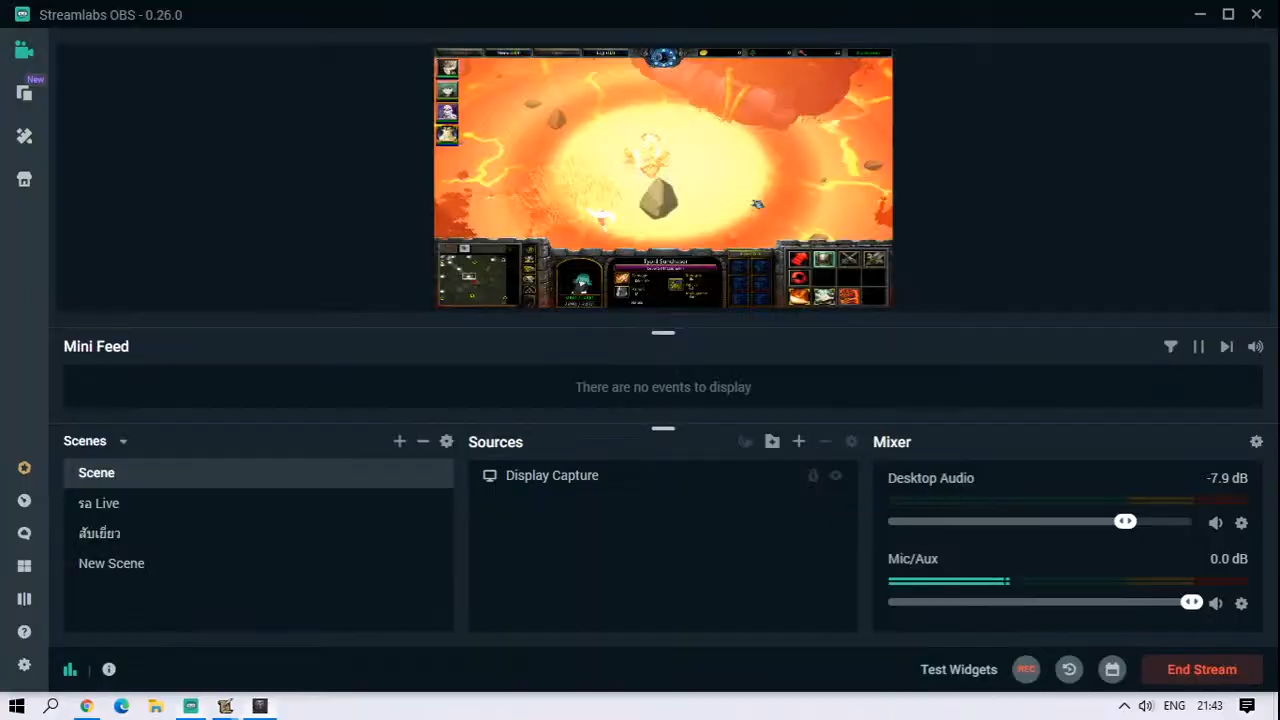 Streamlabs OBS - 0.26.0
New
Mini Feed
There are no events to display
Scenes
Scene
รอ Live
สับเยี่ยว
New Scene
Sources
Display Capture
Mixer
Desktop Audio
-7.9 dB
Mic/Aux
0.0 dB
Test Widgets
REC
End Stream
ENG
21:43